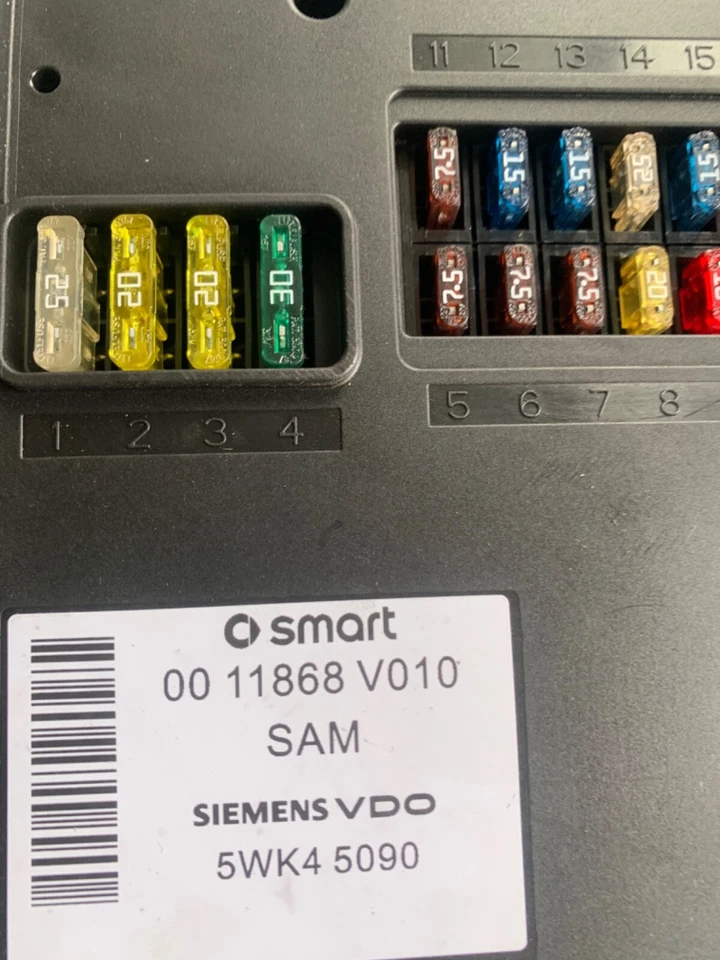 11 12 13 14 15
7.5 15 15 25 15
7.5 7.5 7.5 20
25 20 20 30
5 6 7 8
1 2 3 4
smart
00 11868 V010
SAM
SIEMENS VDO
5WK4 5090